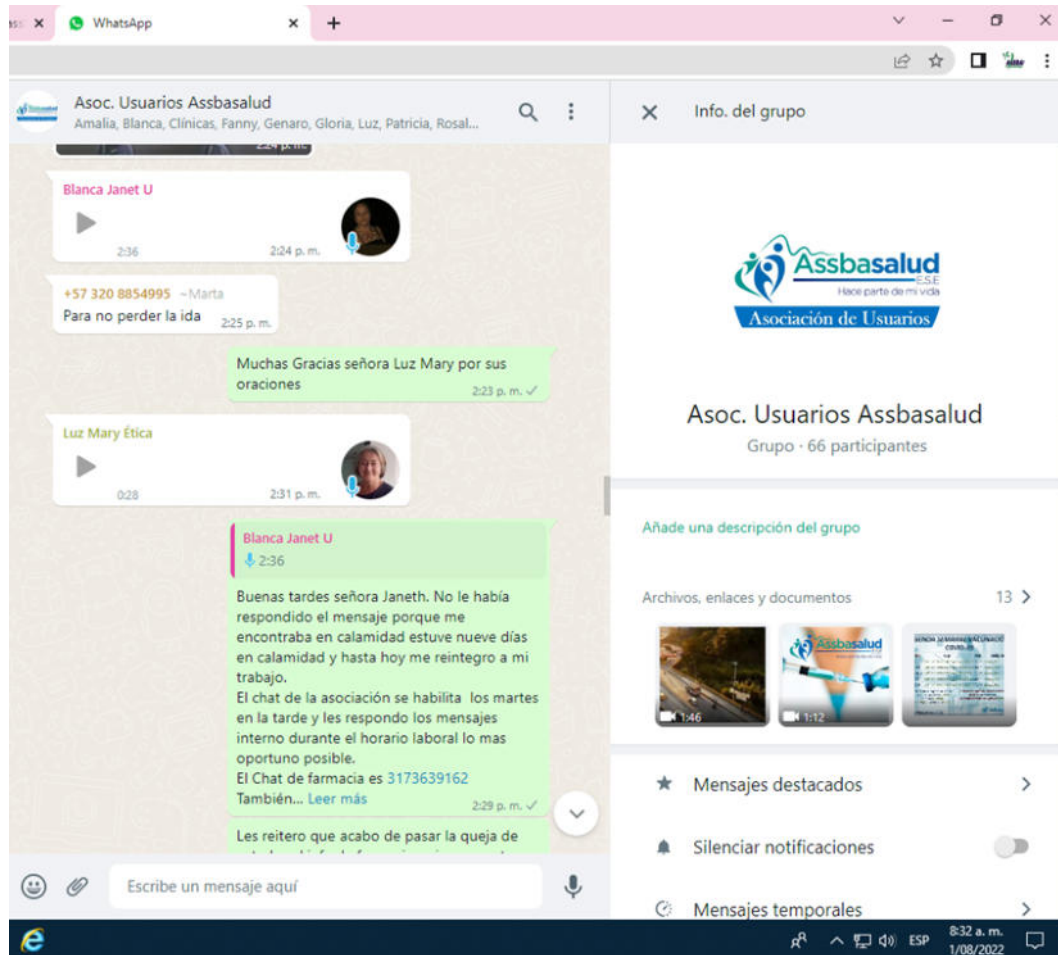 WhatsApp
Asoc. Usuarios Assbasalud
Amalia, Blanca, Clínicas, Fanny, Genaro, Gloria, Luz, Patricia, Rosal...
2:24 p. m.
Blanca Janet U
2:36
2:24 p. m.
+57 320 8854995 ~Marta
Para no perder la ida
2:25 p. m.
Muchas Gracias señora Luz Mary por sus
oraciones
2:23 p. m.
Luz Mary Ética
0:28
2:31 p. m.
Blanca Janet U
2:36
Buenas tardes señora Janeth. No le había
respondido el mensaje porque me
encontraba en calamidad estuve nueve días
en calamidad y hasta hoy me reintegro a mi
trabajo.
El chat de la asociación se habilita los martes
en la tarde y les respondo los mensajes
interno durante el horario laboral lo mas
oportuno posible.
El Chat de farmacia es 3173639162
También... Leer más
2:29 p. m.
Les reitero que acabo de pasar la queja de
Escribe un mensaje aquí
Info. del grupo
Assbasalud
E.S.E
Hace parte de mi vida
Asociación de Usuarios
Asoc. Usuarios Assbasalud
Grupo · 66 participantes
Añade una descripción del grupo
Archivos, enlaces y documentos 13
1:46
Assbasalud
1:12
Mensajes destacados
Silenciar notificaciones
Mensajes temporales
ESP
8:32 a. m.
1/08/2022